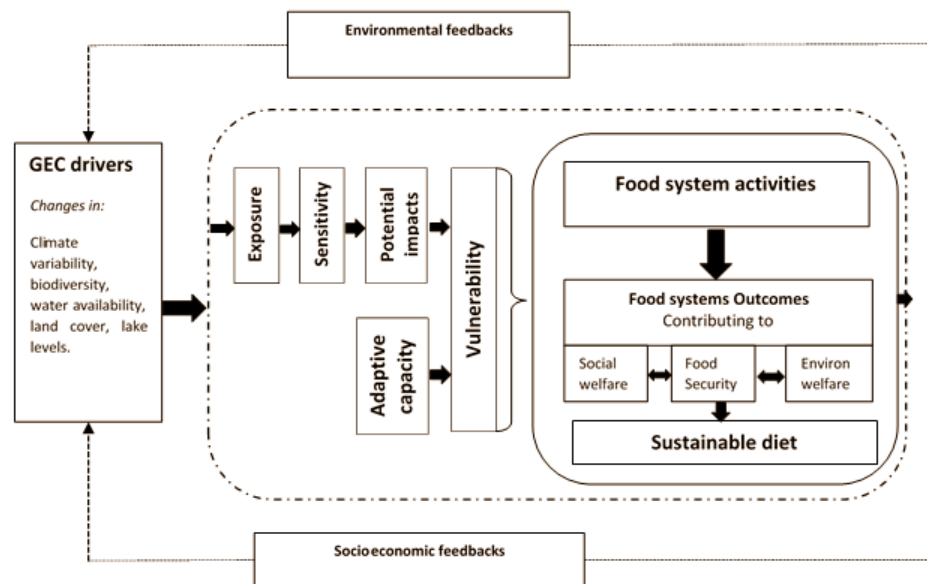 Environmental feedbacks
GEC drivers
Changes in:
Climate
variability,
biodiversity,
water availability,
land cover, lake
levels.
Exposure
Sensitivity
Potential
impacts
Adaptive
capacity
Vulnerability
Food system activities
Food systems Outcomes
Contributing to
Social
welfare
Food
Security
Environ
welfare
Sustainable diet
Socioeconomic feedbacks